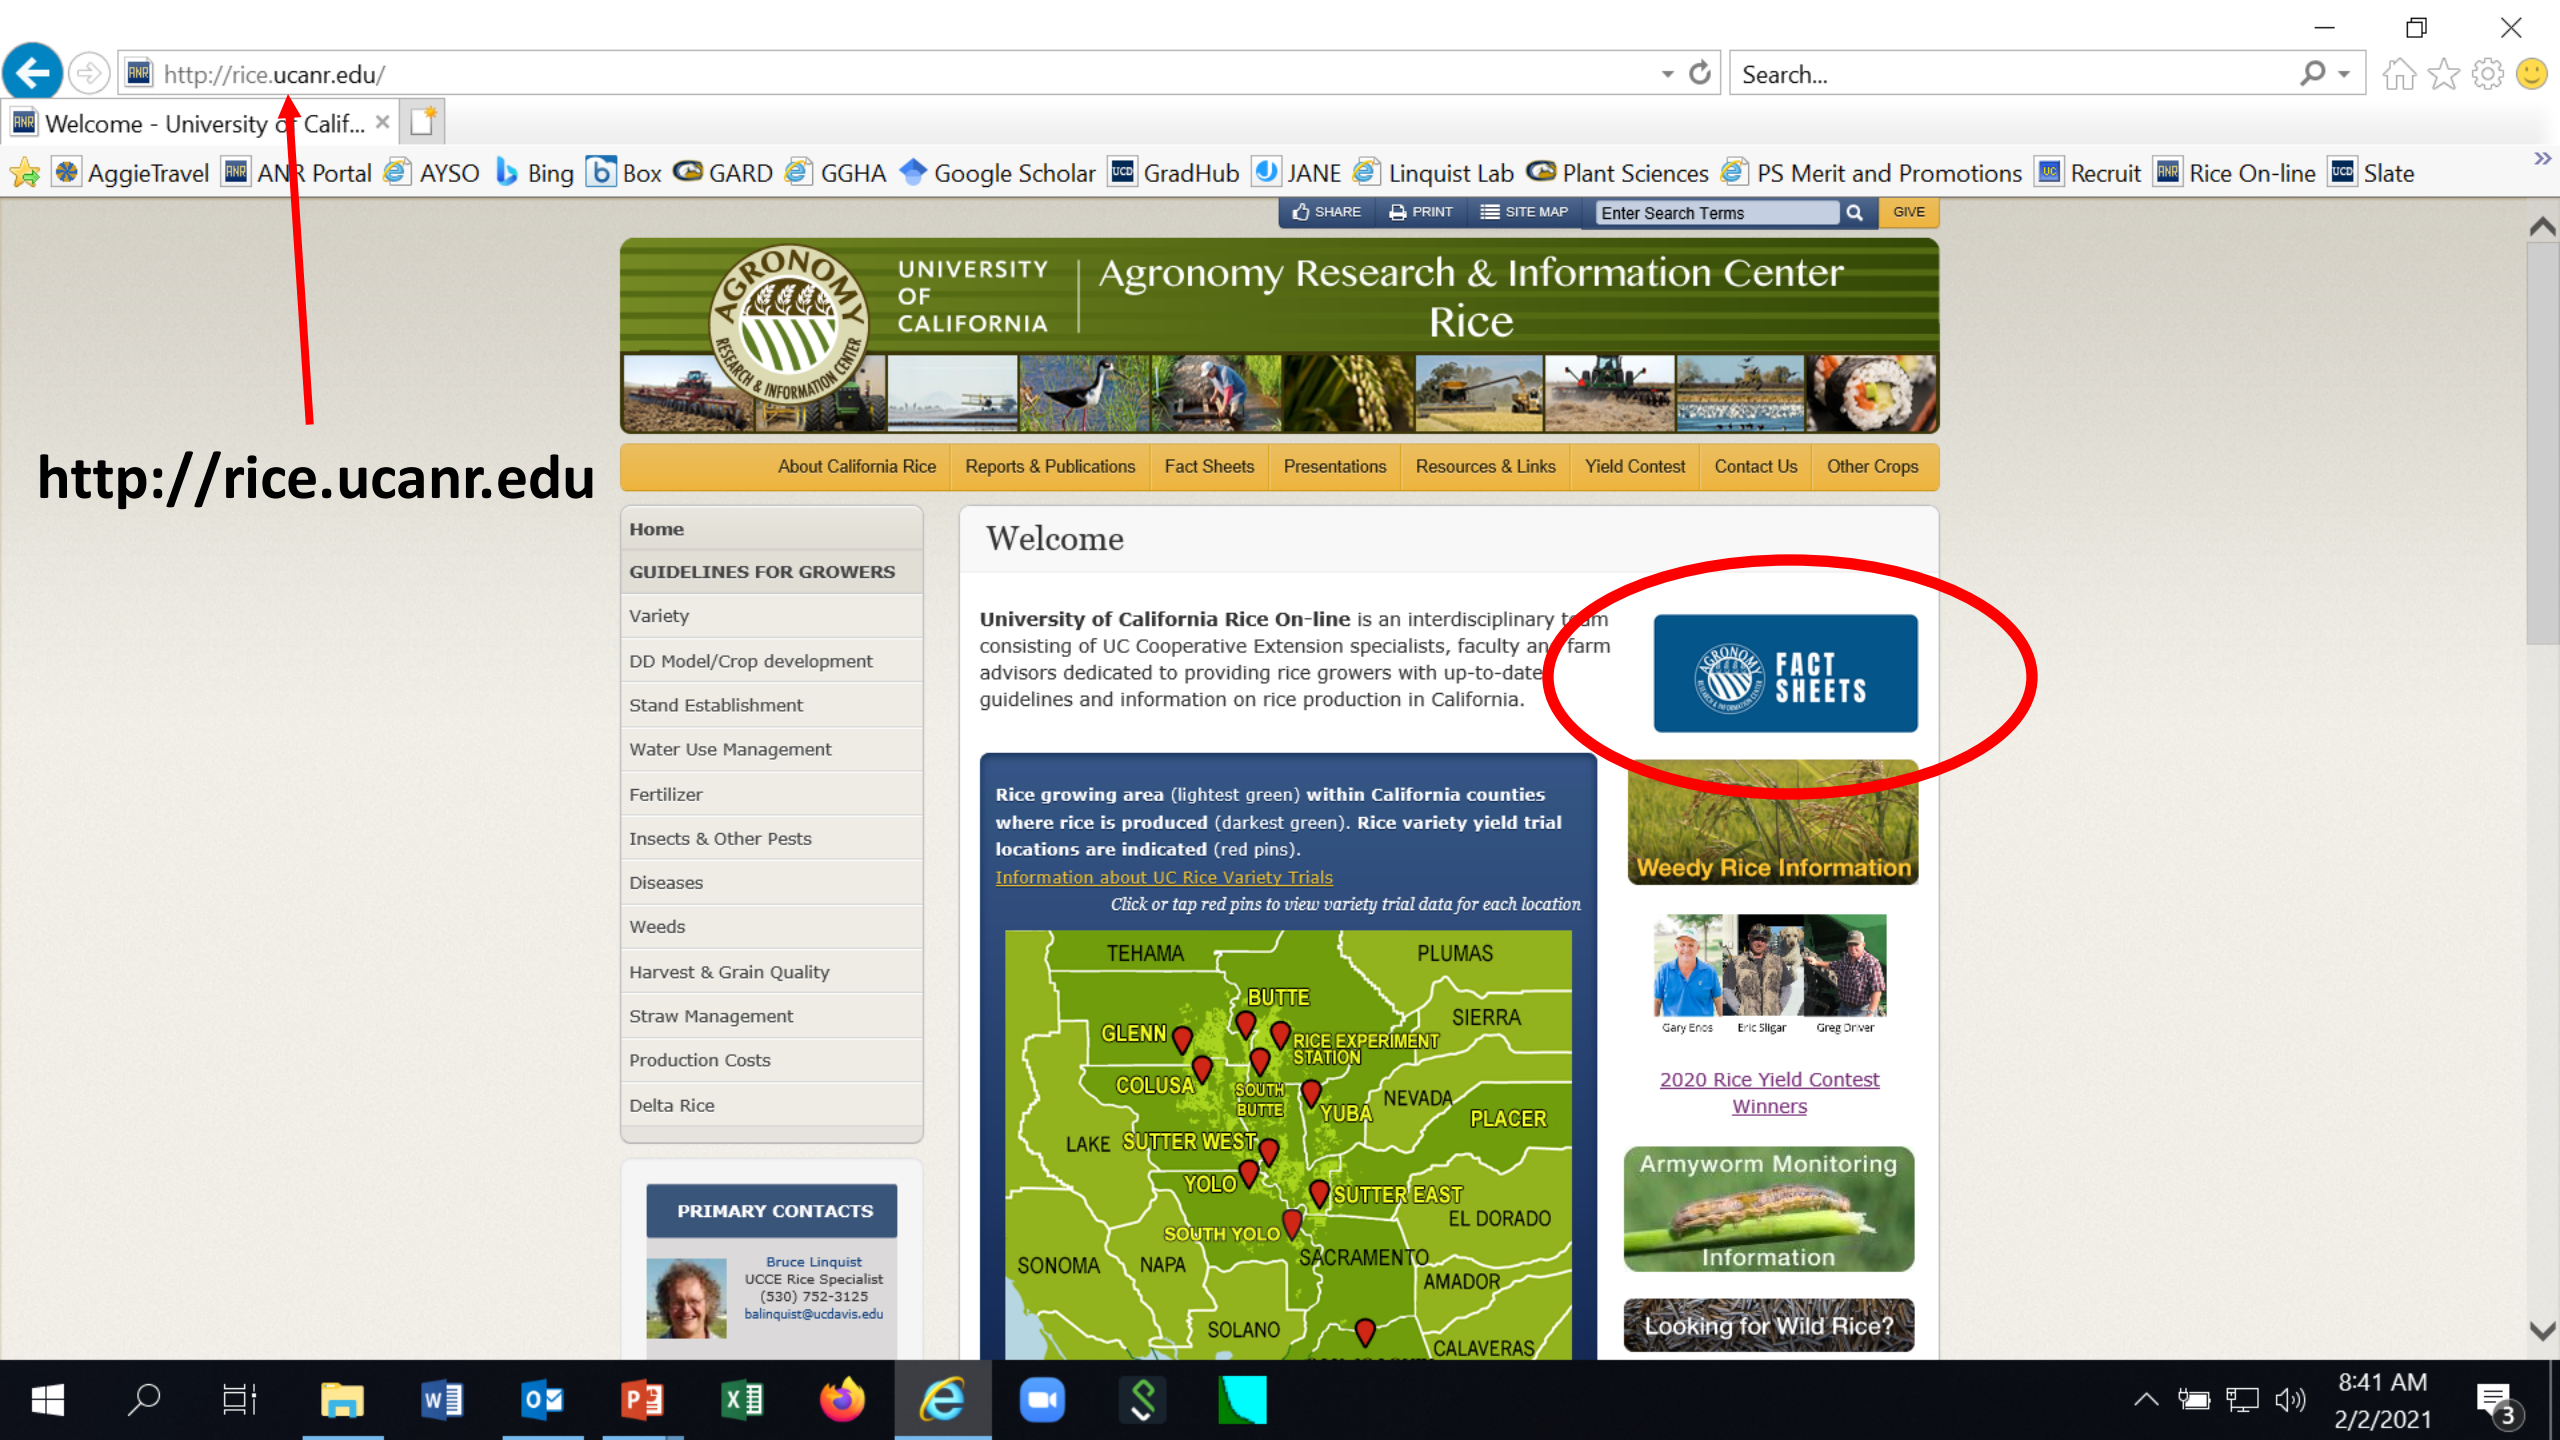 http://rice.ucanr.edu/
Search...
Welcome - University of Calif...
AggieTravel ANR Portal AYSO Bing Box GARD GGHA Google Scholar GradHub JANE Linquist Lab Plant Sciences PS Merit and Promotions Recruit Rice On-line Slate
SHARE PRINT SITE MAP Enter Search Terms GIVE
AGRONOMY
RESEARCH & INFORMATION CENTER
UNIVERSITY
OF
CALIFORNIA
Agronomy Research & Information Center
Rice
http://rice.ucanr.edu
About California Rice Reports & Publications Fact Sheets Presentations Resources & Links Yield Contest Contact Us Other Crops
Home
GUIDELINES FOR GROWERS
Variety
DD Model/Crop development
Stand Establishment
Water Use Management
Fertilizer
Insects & Other Pests
Diseases
Weeds
Harvest & Grain Quality
Straw Management
Production Costs
Delta Rice
PRIMARY CONTACTS
Bruce Linquist
UCCE Rice Specialist
(530) 752-3125
balinquist@ucdavis.edu
Welcome
University of California Rice On-line is an interdisciplinary team
consisting of UC Cooperative Extension specialists, faculty and farm
advisors dedicated to providing rice growers with up-to-date
guidelines and information on rice production in California.
Rice growing area (lightest green) within California counties
where rice is produced (darkest green). Rice variety yield trial
locations are indicated (red pins).
Information about UC Rice Variety Trials
Click or tap red pins to view variety trial data for each location
TEHAMA
PLUMAS
BUTTE
SIERRA
GLENN
RICE EXPERIMENT
STATION
COLUSA
SOUTH
BUTTE
NEVADA
YUBA
PLACER
LAKE
SUTTER WEST
YOLO
SUTTER EAST
EL DORADO
SOUTH YOLO
SONOMA
NAPA
SACRAMENTO
AMADOR
SOLANO
CALAVERAS
AGRONOMY
RESEARCH & INFORMATION CENTER
FACT
SHEETS
Weedy Rice Information
Gary Enos Eric Sligar Greg Driver
2020 Rice Yield Contest
Winners
Armyworm Monitoring
Information
Looking for Wild Rice?
8:41 AM
2/2/2021
3